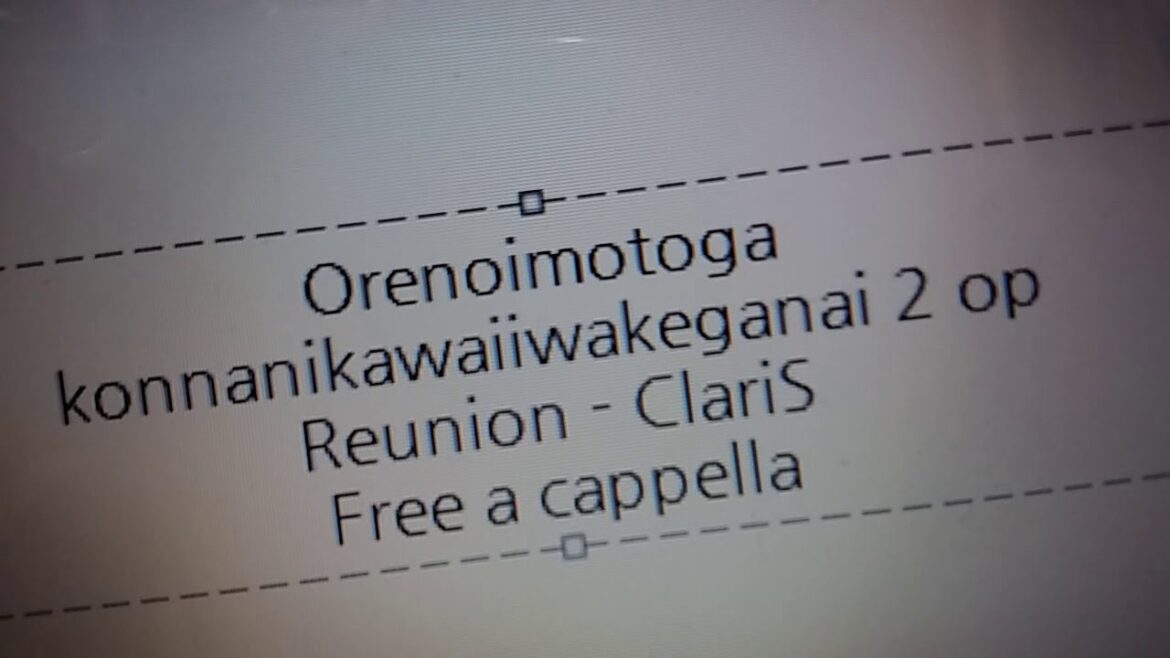 Orenoimotoga
konnanikawaiiwakeganai 2 op
Reunion - ClariS
Free a cappella